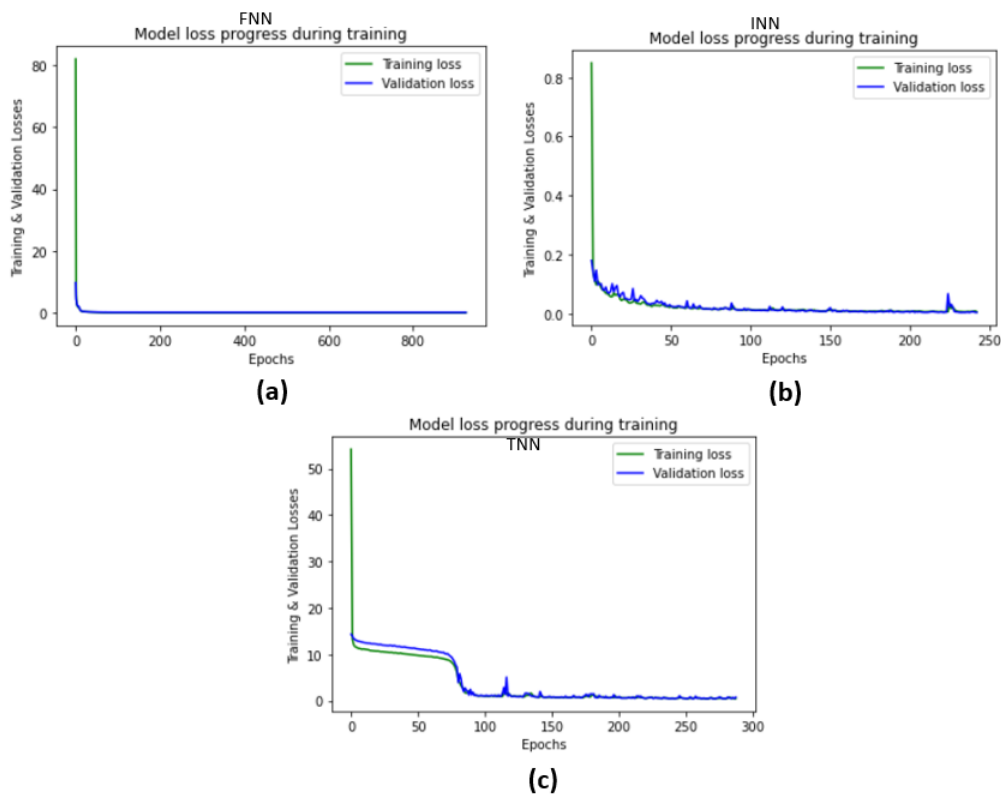 FNN
Model loss progress during training
Training loss
Validation loss
Training & Validation Losses
80
60
40
20
0
0 200 400 600 800
Epochs
(a)
INN
Model loss progress during training
Training loss
Validation loss
Training & Validation Losses
0.8
0.6
0.4
0.2
0.0
0 50 100 150 200 250
Epochs
(b)
Model loss progress during training
TNN
Training loss
Validation loss
Training & Validation Losses
50
40
30
20
10
0
0 50 100 150 200 250 300
Epochs
(c)